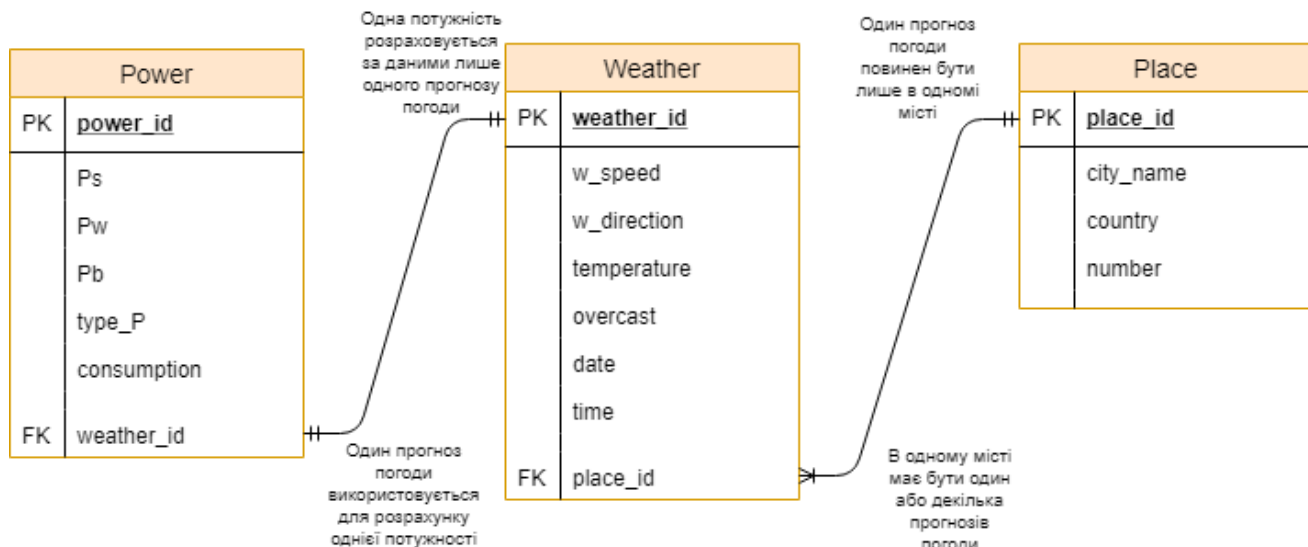 Одна потужність
розраховується
за даними лише
одного прогнозу
погоди
Один прогноз
погоди
повинен бути
лише в одномі
місті
Power
PK power_id
Ps
Pw
Pb
type_P
consumption
FK weather_id
Weather
PK weather_id
w_speed
w_direction
temperature
overcast
date
time
FK place_id
Place
PK place_id
city_name
country
number
Один прогноз
погоди
використовується
для розрахунку
однієї потужності
В одному місті
має бути один
або декілька
прогнозів
погоди